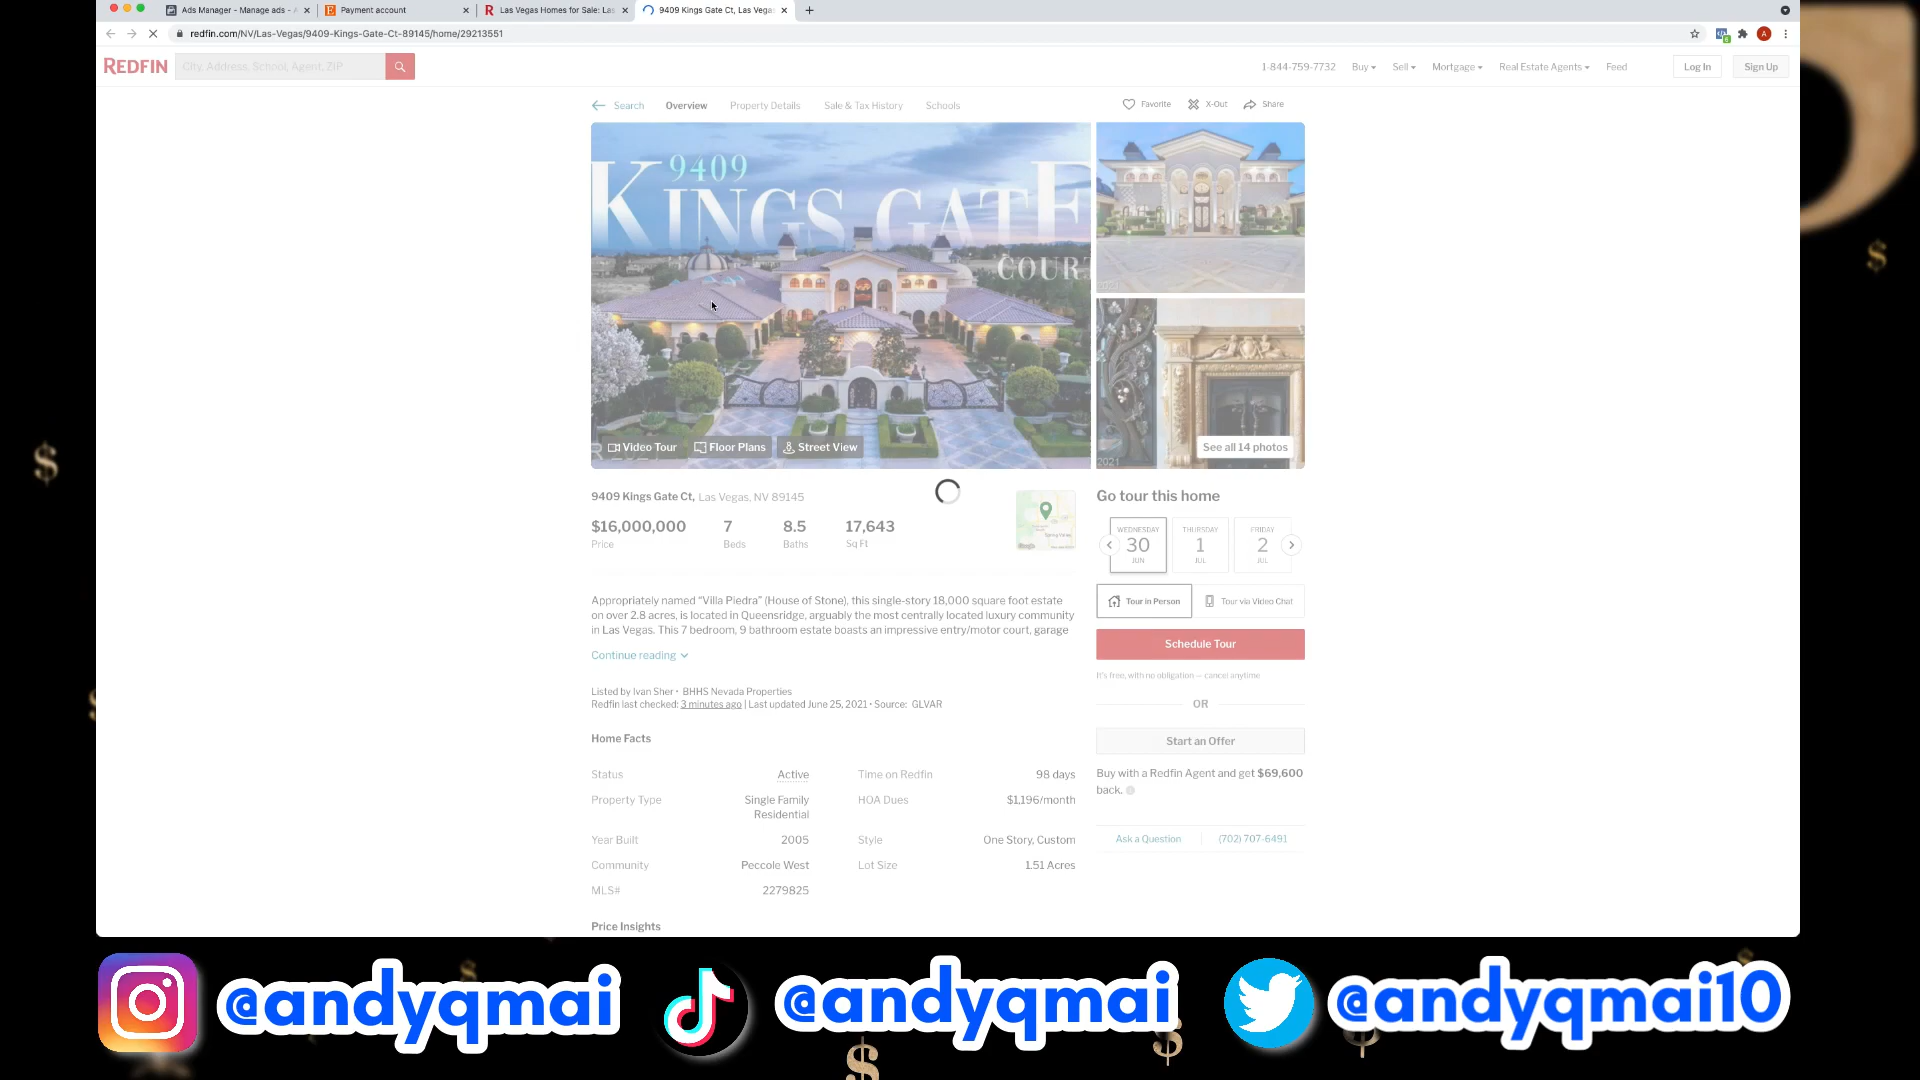 Ads Manager - Manage ads -
Payment account
Las Vegas Homes for Sale: Las
9409 Kings Gate Ct, Las Vegas
redfin.com/NV/Las-Vegas/9409-Kings-Gate-Ct-89145/home/29213551
REDFIN
City, Address, School, Agent, ZIP
1-844-759-7732
Buy
Sell
Mortgage
Real Estate Agents
Feed
Log In
Sign Up
Search
Overview
Property Details
Sale & Tax History
Schools
Favorite
X-Out
Share
9409
KINGS GATE
COURT
2021
Video Tour
Floor Plans
Street View
2021
See all 14 photos
9409 Kings Gate Ct, Las Vegas, NV 89145
$16,000,000
Price
7
Beds
8.5
Baths
17,643
Sq Ft
Appropriately named “Villa Piedra” (House of Stone), this single-story 18,000 square foot estate
on over 2.8 acres, is located in Queensridge, arguably the most centrally located luxury community
in Las Vegas. This 7 bedroom, 9 bathroom estate boasts an impressive entry/motor court, garage
Continue reading
Listed by Ivan Sher • BHHS Nevada Properties
Redfin last checked: 3 minutes ago | Last updated June 25, 2021 • Source: GLVAR
Home Facts
Status
Active
Time on Redfin
98 days
Property Type
Single Family
Residential
HOA Dues
$1,196/month
Year Built
2005
Style
One Story, Custom
Community
Peccole West
Lot Size
1.51 Acres
MLS#
2279825
Price Insights
Go tour this home
WEDNESDAY
30
JUN
THURSDAY
1
JUL
FRIDAY
2
JUL
Tour in Person
Tour via Video Chat
Schedule Tour
It's free, with no obligation — cancel anytime
OR
Start an Offer
Buy with a Redfin Agent and get $69,600
back.
Ask a Question
(702) 707-6491
@andyqmai
@andyqmai
@andyqmai10